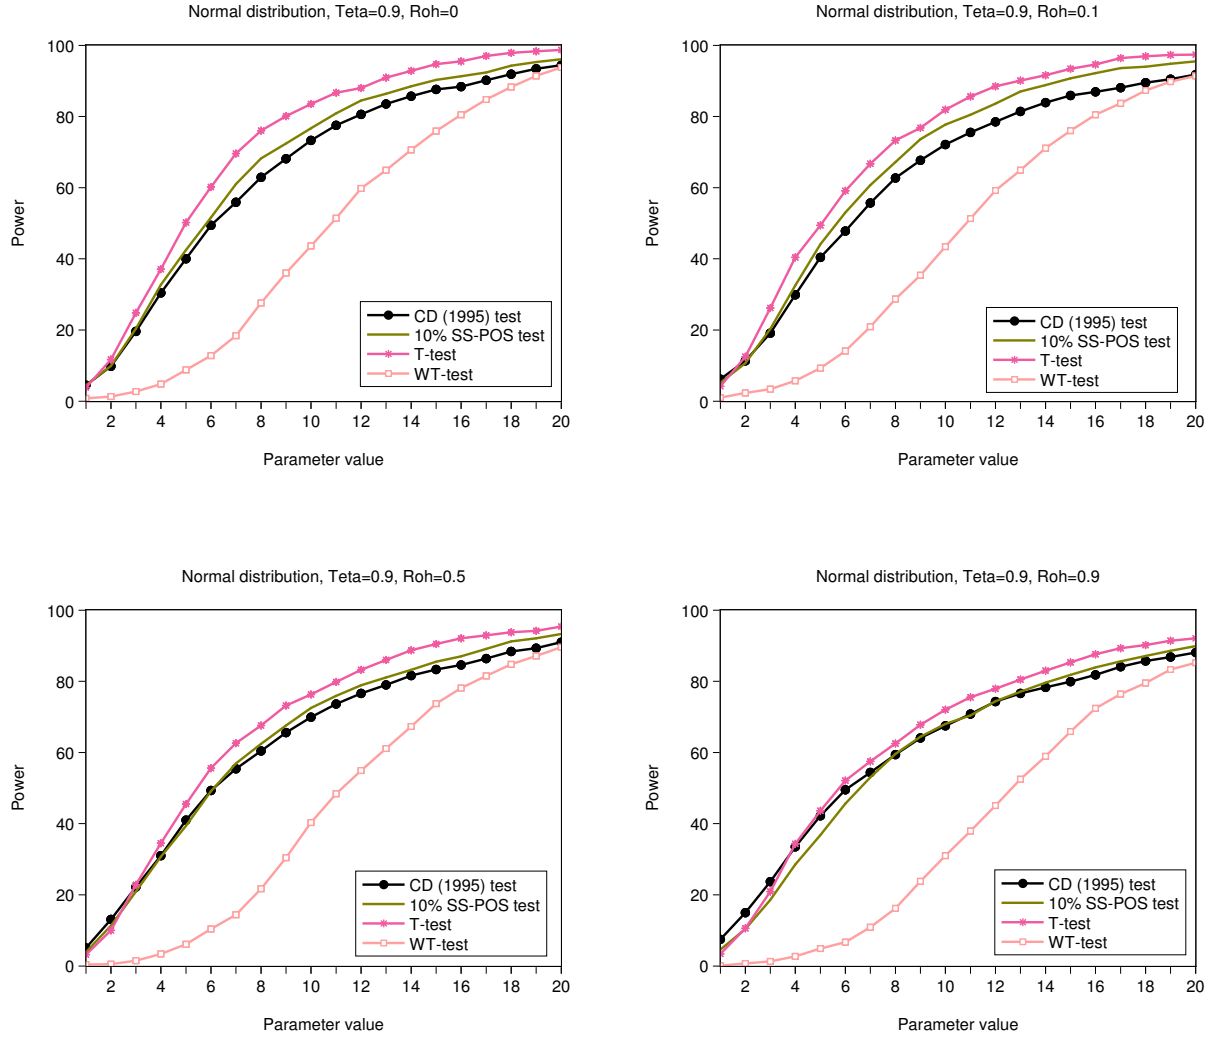 Normal distribution, Teta=0.9, Roh=0
Power
100
80
60
40
20
0
CD (1995) test
10% SS-POS test
T-test
WT-test
2 4 6 8 10 12 14 16 18 20
Parameter value
Normal distribution, Teta=0.9, Roh=0.1
Power
100
80
60
40
20
0
CD (1995) test
10% SS-POS test
T-test
WT-test
2 4 6 8 10 12 14 16 18 20
Parameter value
Normal distribution, Teta=0.9, Roh=0.5
Power
100
80
60
40
20
0
CD (1995) test
10% SS-POS test
T-test
WT-test
2 4 6 8 10 12 14 16 18 20
Parameter value
Normal distribution, Teta=0.9, Roh=0.9
Power
100
80
60
40
20
0
CD (1995) test
10% SS-POS test
T-test
WT-test
2 4 6 8 10 12 14 16 18 20
Parameter value